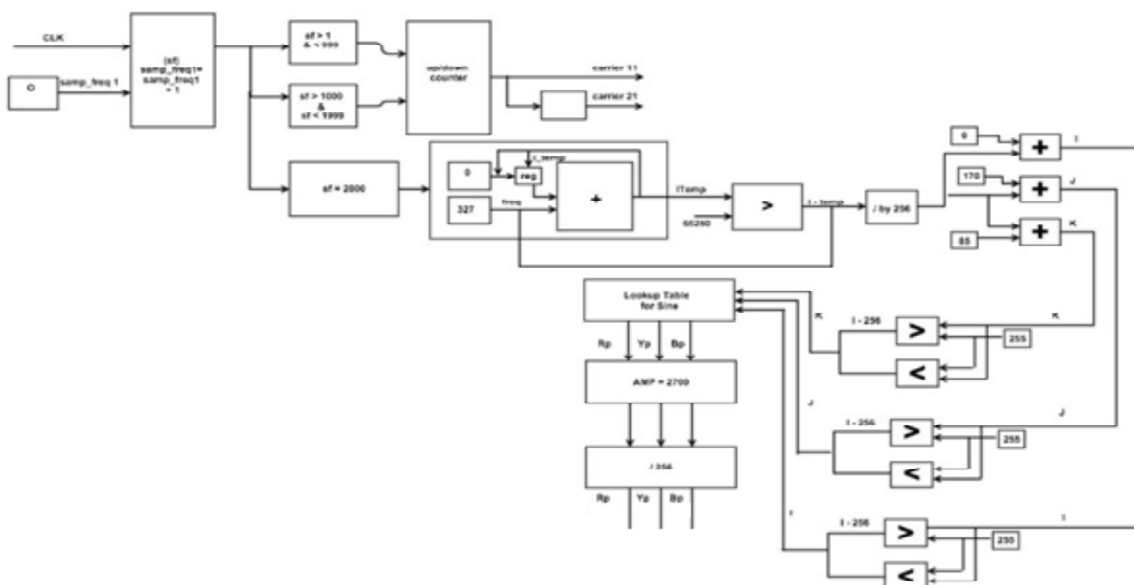 CLK
0
samp_freq 1
(sf)
samp_freq1=
samp_freq1
+ 1
sf > 1
& < 999
sf > 1000
&
sf < 1999
up/down
counter
carrier 11
carrier 21
sf = 2000
0
327
i_temp
reg
freq
+
ITemp
65280
>
I - temp
/ by 256
0
+
I
170
+
J
85
+
K
Lookup Table
for Sine
Rp
Yp
Bp
AMP = 2700
/ 256
Rp
Yp
Bp
K
I - 256
>
K
255
<
J
I - 256
>
J
255
<
I
I - 256
>
I
255
<